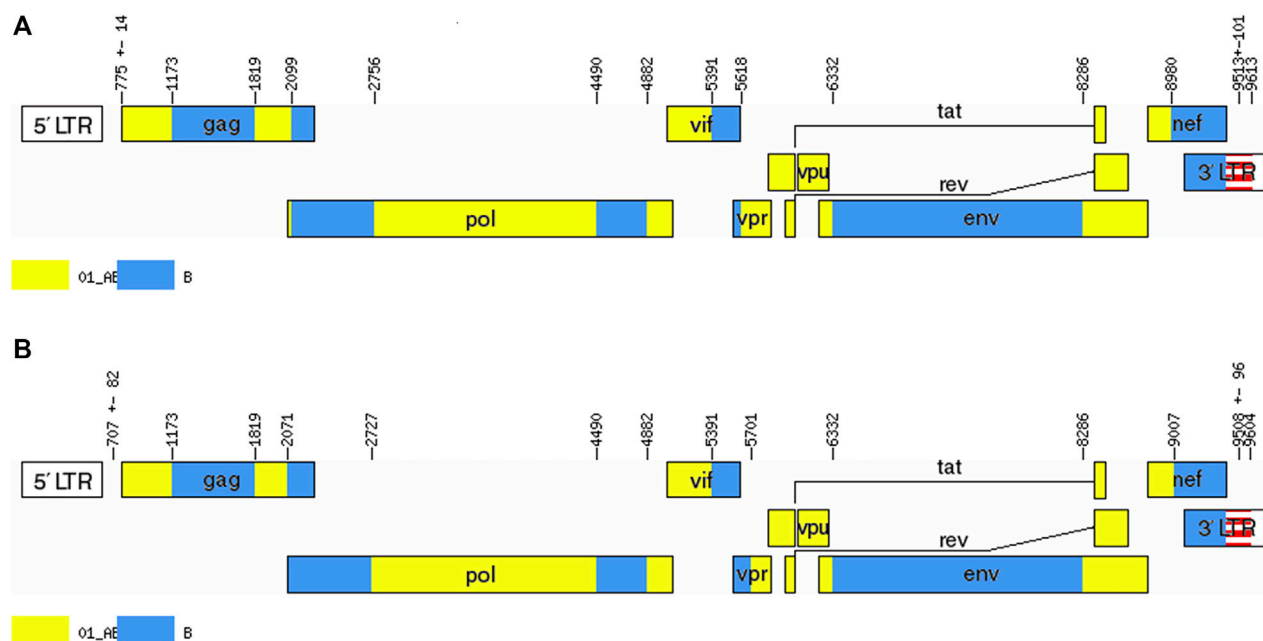 A
775 +- 14
1173
1819
2099
2756
4490
4882
5391
5618
6332
8286
8980
9513+-101
9613
5' LTR
gag
vif
tat
nef
vpu
rev
3' LTR
pol
vpr
env
01_AE
B
B
707 +- 82
1173
1819
2071
2727
4490
4882
5391
5701
6332
8286
9007
9508 +- 96
9604
5' LTR
gag
vif
tat
nef
vpu
rev
3' LTR
pol
vpr
env
01_AE
B